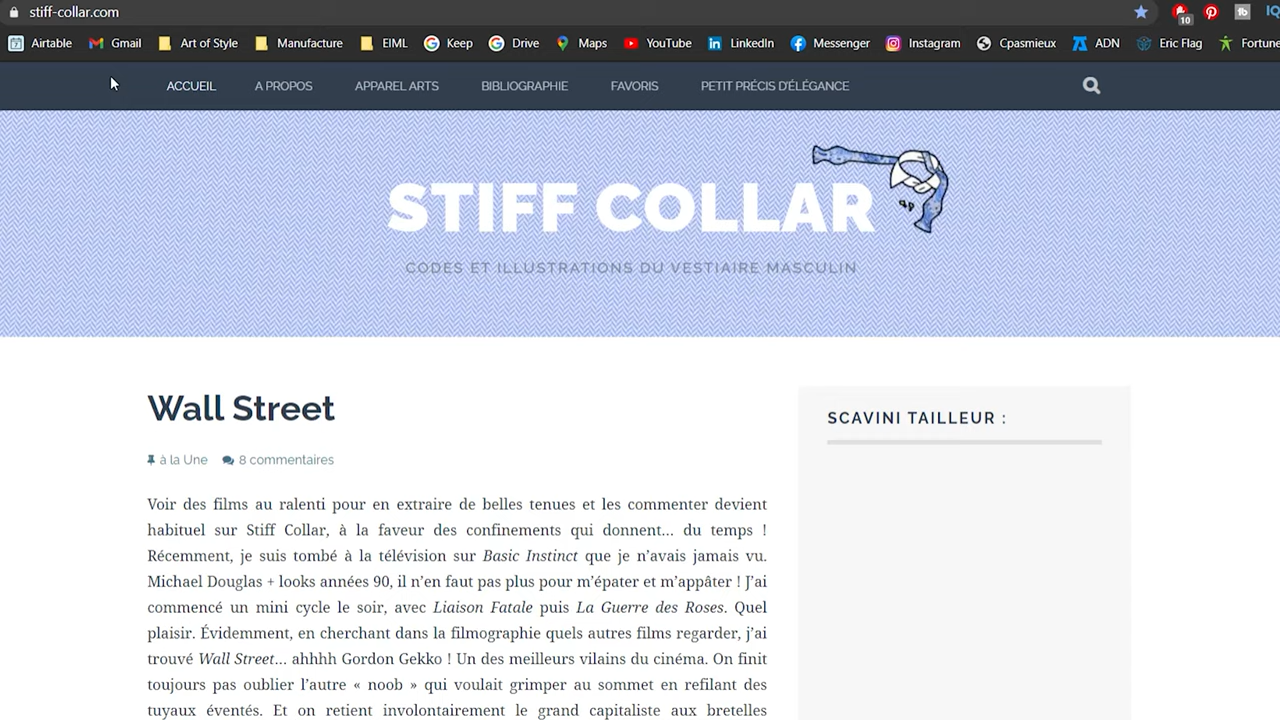 stiff-collar.com
10
Airtable Gmail Art of Style Manufacture EIML Keep Drive Maps YouTube LinkedIn Messenger Instagram Cpasmieux ADN Eric Flag Fortune
ACCUEIL A PROPOS APPAREL ARTS BIBLIOGRAPHIE FAVORIS PETIT PRÉCIS D'ÉLÉGANCE
STIFF COLLAR
CODES ET ILLUSTRATIONS DU VESTIAIRE MASCULIN
Wall Street
à la Une 8 commentaires
Voir des films au ralenti pour en extraire de belles tenues et les commenter devient
habituel sur Stiff Collar, à la faveur des confinements qui donnent… du temps !
Récemment, je suis tombé à la télévision sur Basic Instinct que je n'avais jamais vu.
Michael Douglas + looks années 90, il n'en faut pas plus pour m'épater et m'appâter ! J'ai
commencé un mini cycle le soir, avec Liaison Fatale puis La Guerre des Roses. Quel
plaisir. Évidemment, en cherchant dans la filmographie quels autres films regarder, j'ai
trouvé Wall Street… ahhhh Gordon Gekko ! Un des meilleurs vilains du cinéma. On finit
toujours pas oublier l'autre « noob » qui voulait grimper au sommet en refilant des
tuyaux éventés. Et on retient involontairement le grand capitaliste aux bretelles
SCAVINI TAILLEUR :